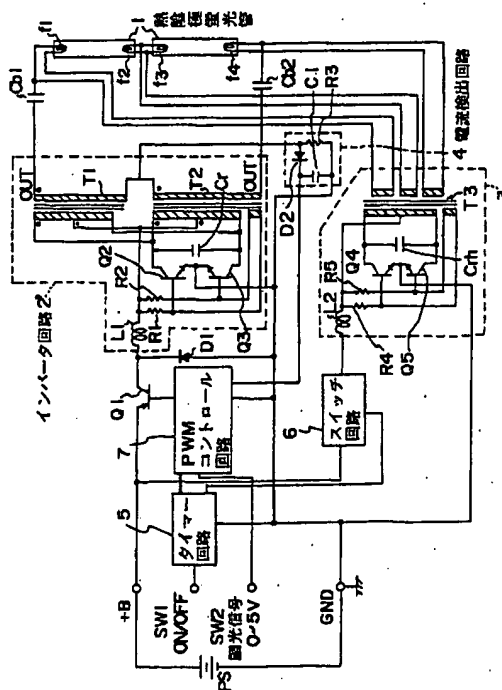 1 熱陰極蛍光管
f1
f2
f3
f4
Cb1
Cb2
C1
R3
D2
4 電流検出回路
OUT
T1
T2
OUT
Cr
Q2
Q3
R2
R1
L1
D1
インバータ回路2
Q1
7
PWM
コントロール
回路
5
タイマー
回路
6
スイッチ
回路
L2
R4
R5
Q4
Q5
Crh
T3
3
+B
SW1
ON/OFF
SW2
調光信号
0~5V
GND
PS